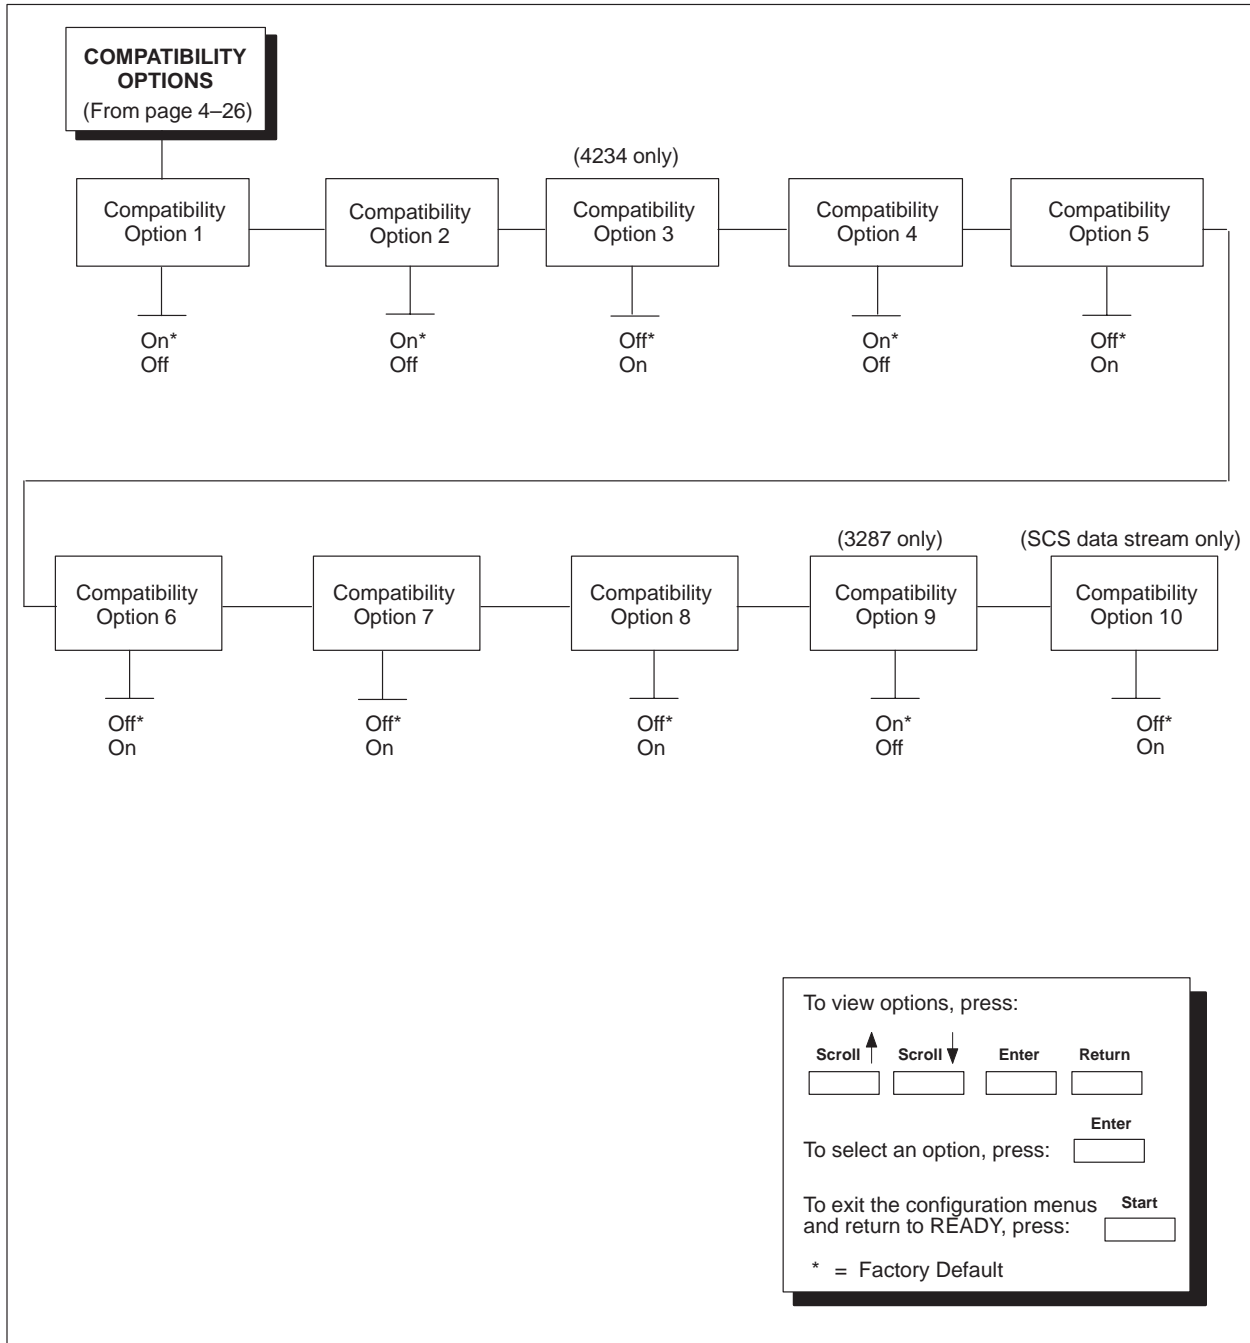 COMPATIBILITY
OPTIONS
(From page 4–26)
(4234 only)
Compatibility
Option 1
Compatibility
Option 2
Compatibility
Option 3
Compatibility
Option 4
Compatibility
Option 5
On*
Off
On*
Off
Off*
On
On*
Off
Off*
On
(3287 only)
(SCS data stream only)
Compatibility
Option 6
Compatibility
Option 7
Compatibility
Option 8
Compatibility
Option 9
Compatibility
Option 10
Off*
On
Off*
On
Off*
On
On*
Off
Off*
On
To view options, press:
Scroll
Scroll
Enter
Return
Enter
To select an option, press:
To exit the configuration menus
and return to READY, press:
Start
* = Factory Default